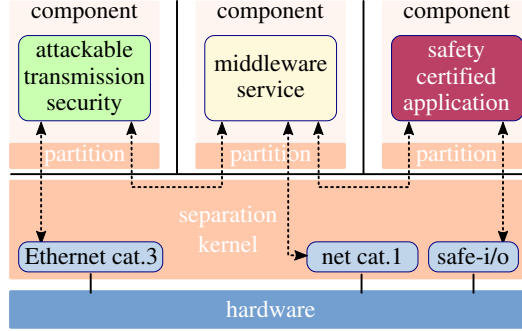 component
component
component
attackable
transmission
security
middleware
service
safety
certified
application
partition
partition
partition
separation
kernel
Ethernet cat.3
net cat.1
safe-i/o
hardware